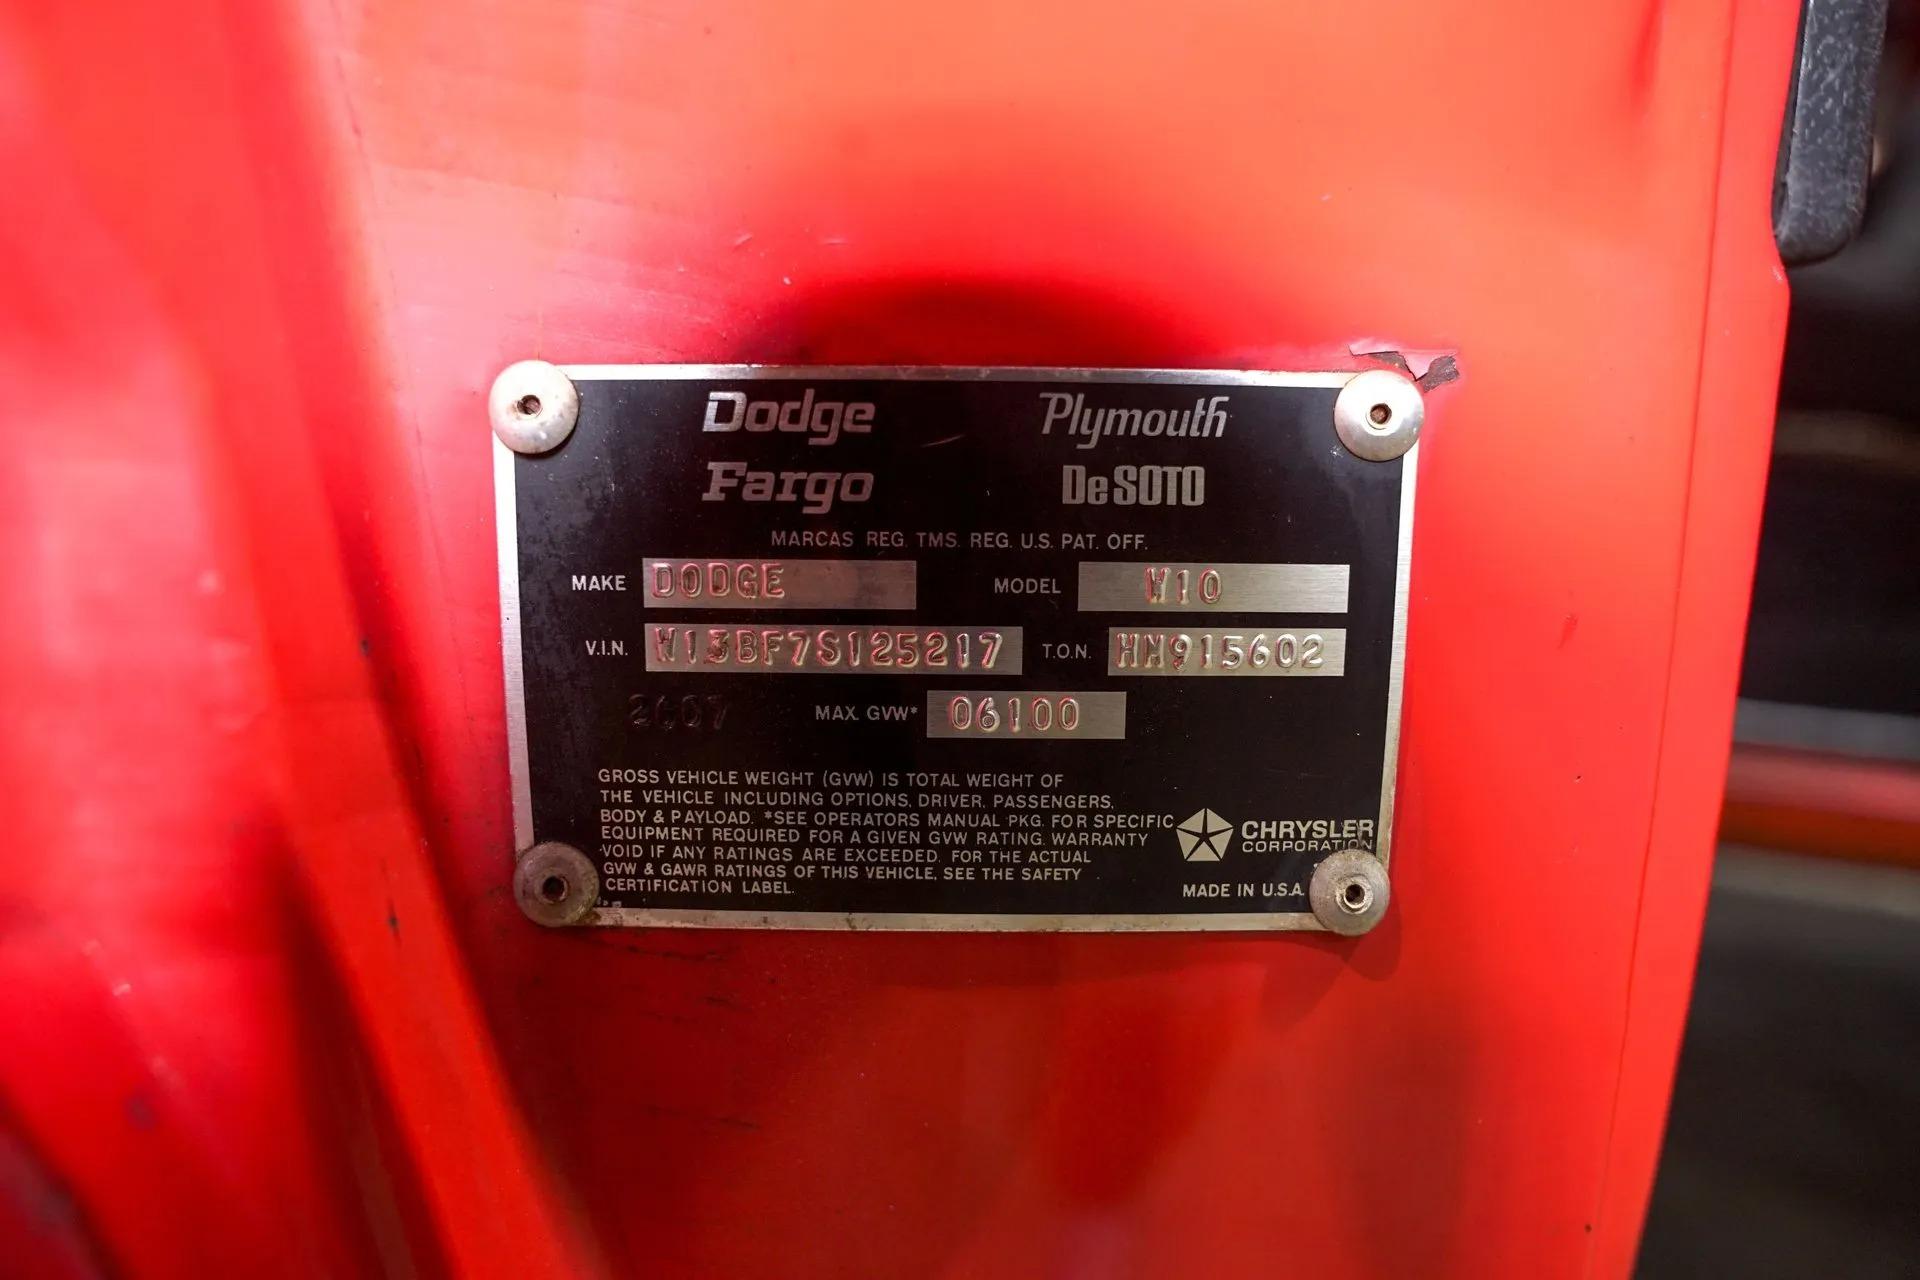 Dodge Plymouth
Fargo De SOTO
MARCAS REG. TMS. REG. U.S. PAT. OFF.
MAKE DODGE MODEL W10
V.I.N. W13BF7S125217 T.O.N. HM915602
2607 MAX. GVW* 06100
GROSS VEHICLE WEIGHT (GVW) IS TOTAL WEIGHT OF
THE VEHICLE INCLUDING OPTIONS, DRIVER, PASSENGERS,
BODY & PAYLOAD. *SEE OPERATORS MANUAL PKG. FOR SPECIFIC
EQUIPMENT REQUIRED FOR A GIVEN GVW RATING. WARRANTY
VOID IF ANY RATINGS ARE EXCEEDED. FOR THE ACTUAL
GVW & GAWR RATINGS OF THIS VEHICLE, SEE THE SAFETY
CERTIFICATION LABEL.
CHRYSLER
CORPORATION
MADE IN U.S.A.